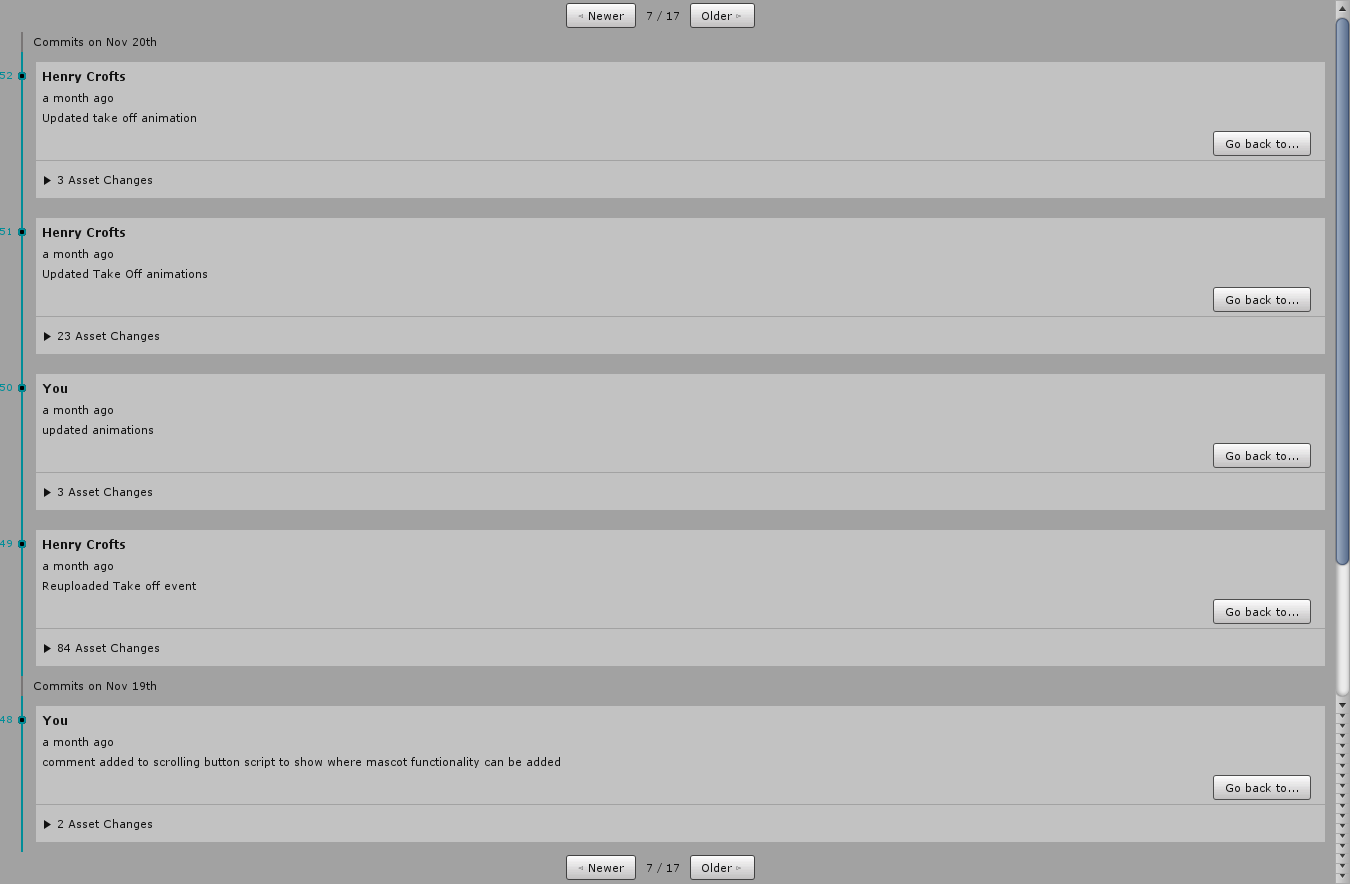 ◅ Newer 7 / 17 Older ▻
Commits on Nov 20th
52
Henry Crofts
a month ago
Updated take off animation
Go back to...
▶ 3 Asset Changes
51
Henry Crofts
a month ago
Updated Take Off animations
Go back to...
▶ 23 Asset Changes
50
You
a month ago
updated animations
Go back to...
▶ 3 Asset Changes
49
Henry Crofts
a month ago
Reuploaded Take off event
Go back to...
▶ 84 Asset Changes
Commits on Nov 19th
48
You
a month ago
comment added to scrolling button script to show where mascot functionality can be added
Go back to...
▶ 2 Asset Changes
◅ Newer 7 / 17 Older ▻